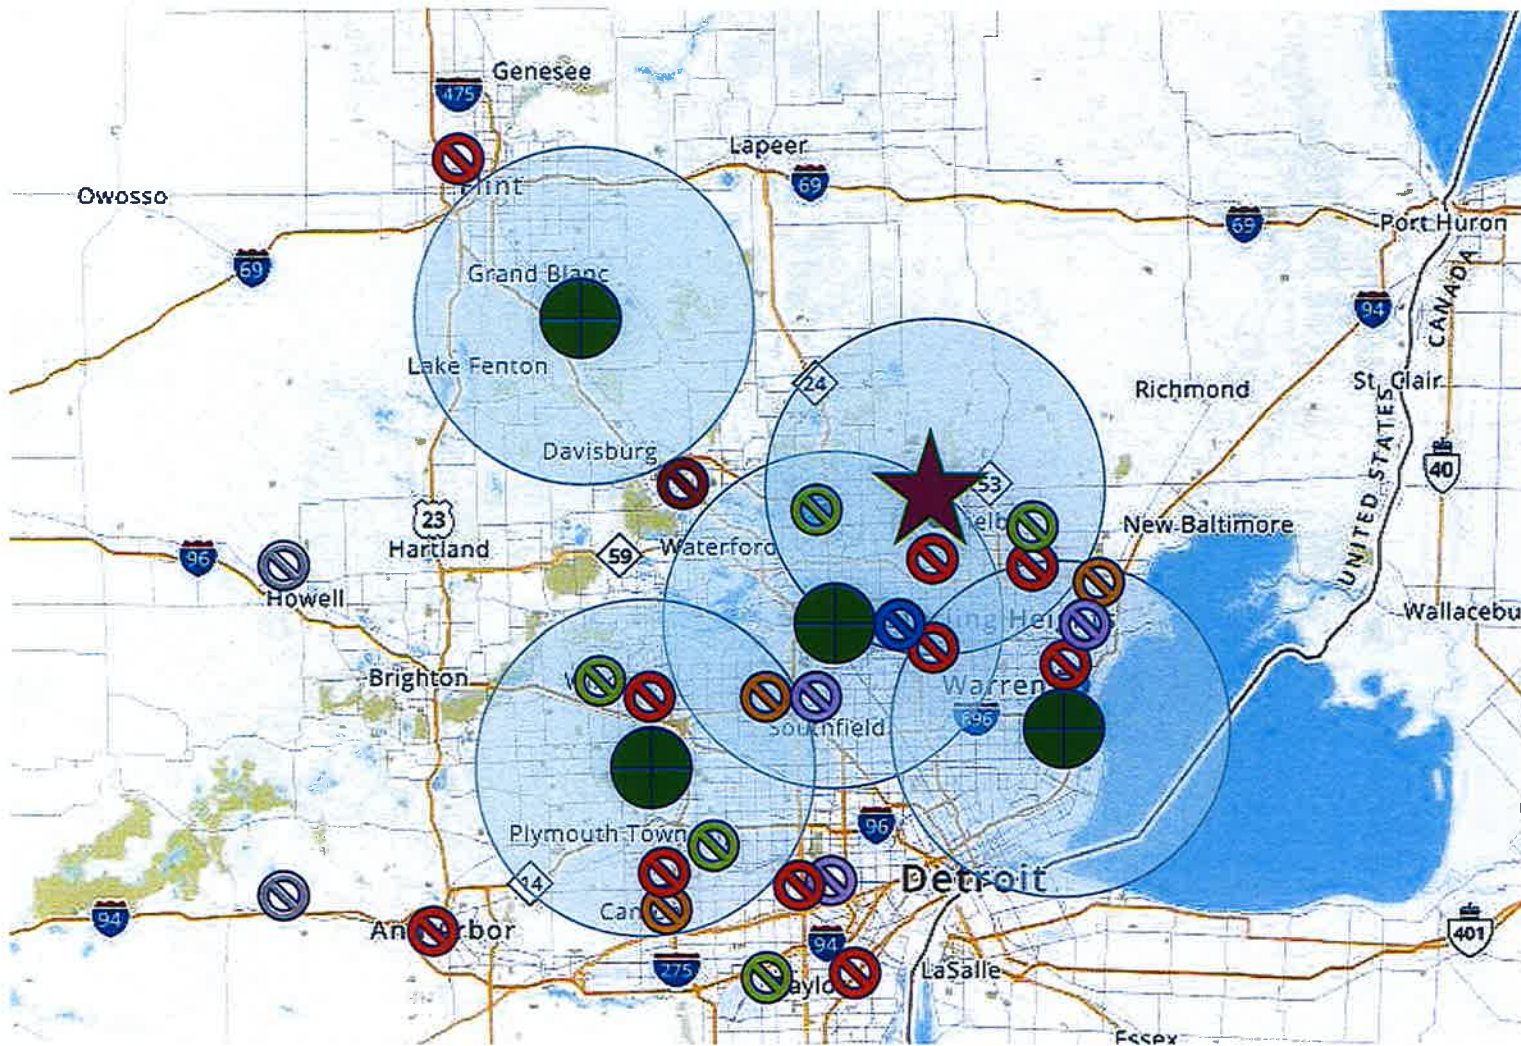 Genesee
475
Lapeer
Flint
69
Owosso
69
Port Huron
69
CANADA
Grand Blanc
94
Lake Fenton
24
Richmond
St. Clair
UNITED STATES
Davisburg
53
40
23
New Baltimore
Hartland
59
Waterford
96
Howell
Wallacebu
Brighton
Warren
696
Southfield
Plymouth Town
96
14
Detroit
94
401
94
275
LaSalle
Essex